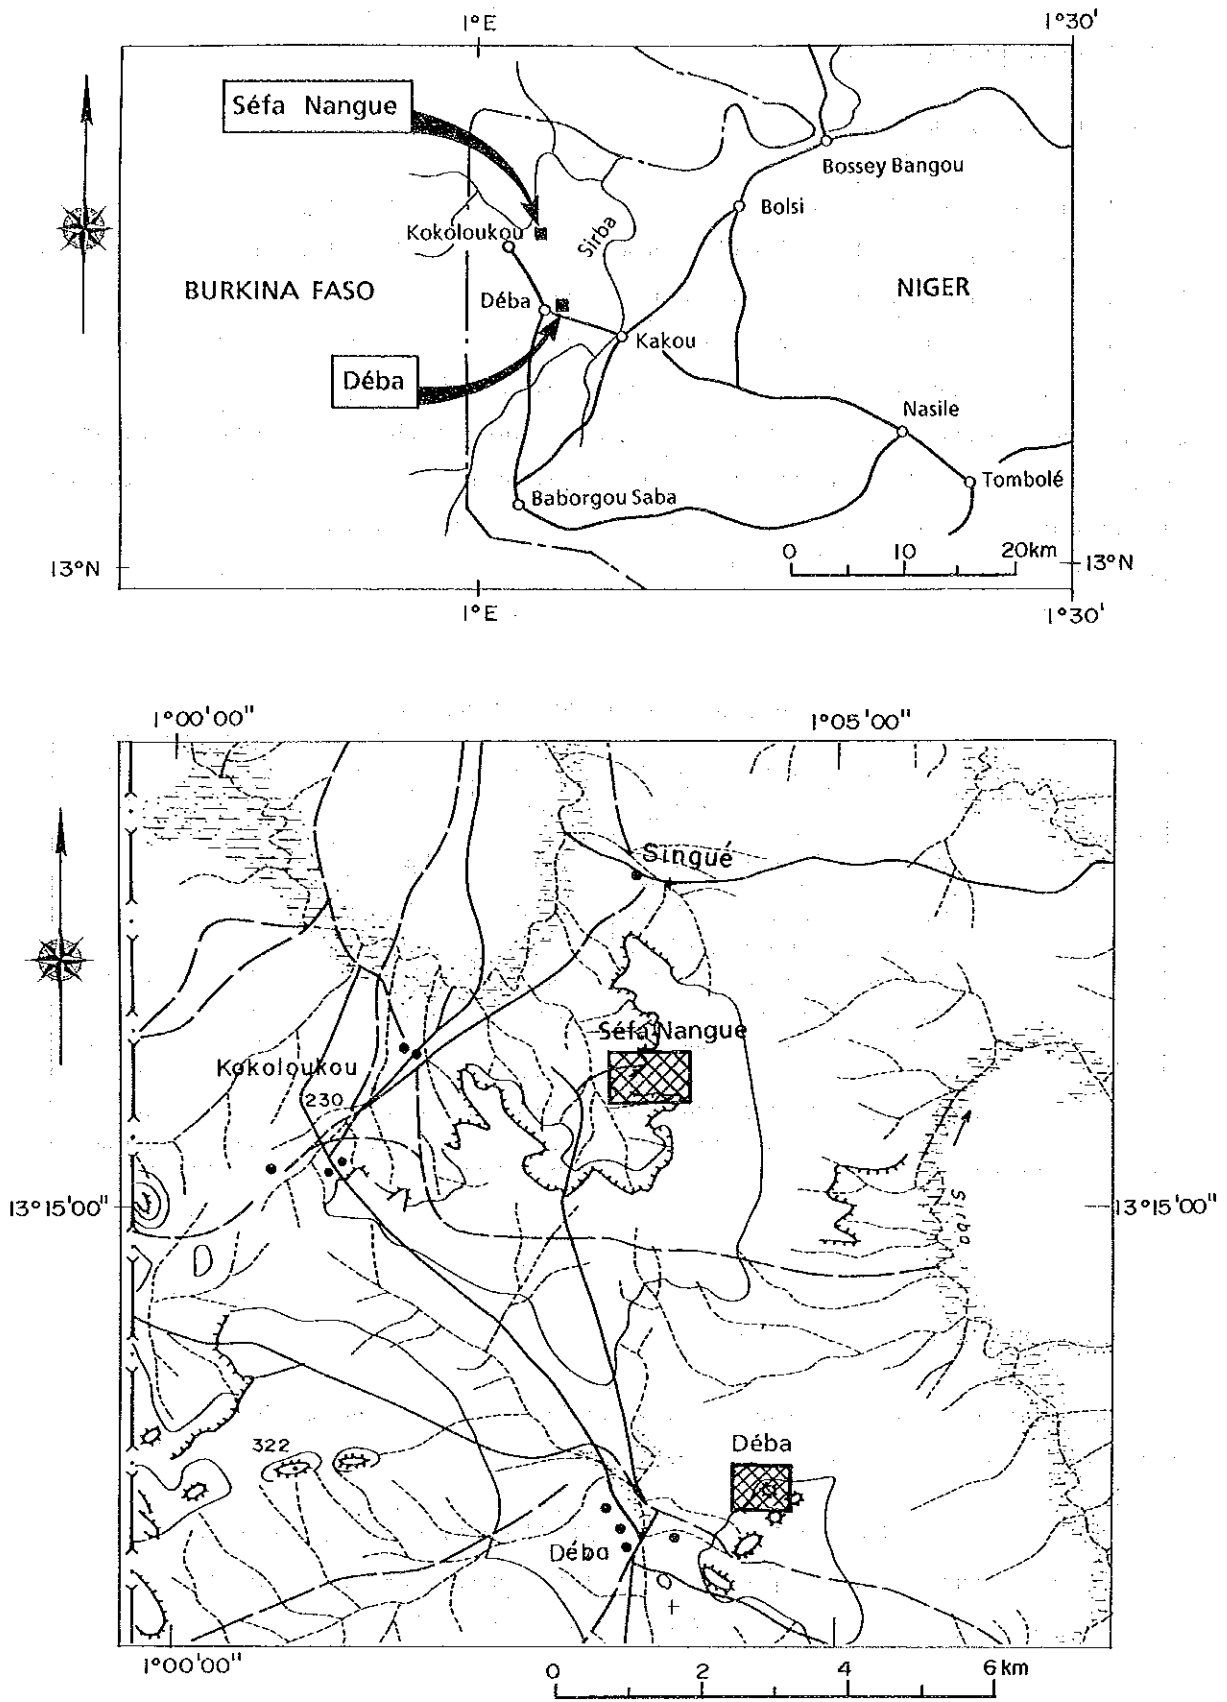 1°E
1°30'
Séfa Nangue
Bossey Bangou
Bolsi
Sirba
Kokoloukou
BURKINA FASO
NIGER
Déba
Kakou
Déba
Nasile
Tombolé
Baborgou Saba
0 10 20km
13°N
13°N
1°E
1°30'
1°00'00"
1°05'00"
Singué
Séfa Nangue
Kokoloukou
230
13°15'00"
13°15'00"
Sirba
322
Déba
Déba
1°00'00"
0 2 4 6km